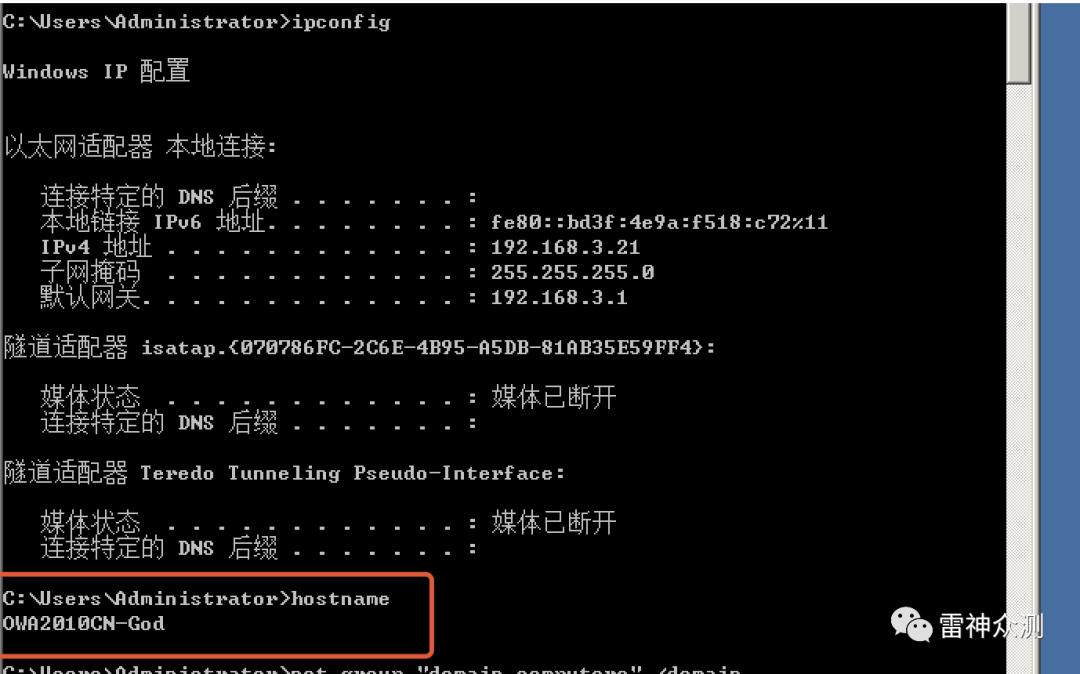 C:\Users\Administrator>ipconfig
Windows IP 配置
以太网适配器 本地连接:
连接特定的 DNS 后缀 . . . . . . . :
本地链接 IPv6 地址. . . . . . . . : fe80::bd3f:4e9a:f518:c72%11
IPv4 地址 . . . . . . . . . . . . : 192.168.3.21
子网掩码 . . . . . . . . . . . . : 255.255.255.0
默认网关. . . . . . . . . . . . . : 192.168.3.1
隧道适配器 isatap.{070786FC-2C6E-4B95-A5DB-81AB35E59FF4}:
媒体状态 . . . . . . . . . . . . : 媒体已断开
连接特定的 DNS 后缀 . . . . . . . :
隧道适配器 Teredo Tunneling Pseudo-Interface:
媒体状态 . . . . . . . . . . . . : 媒体已断开
连接特定的 DNS 后缀 . . . . . . . :
C:\Users\Administrator>hostname
OWA2010CN-God
雷神众测
C:\Users\Administrator>net group "domain computers" /domain